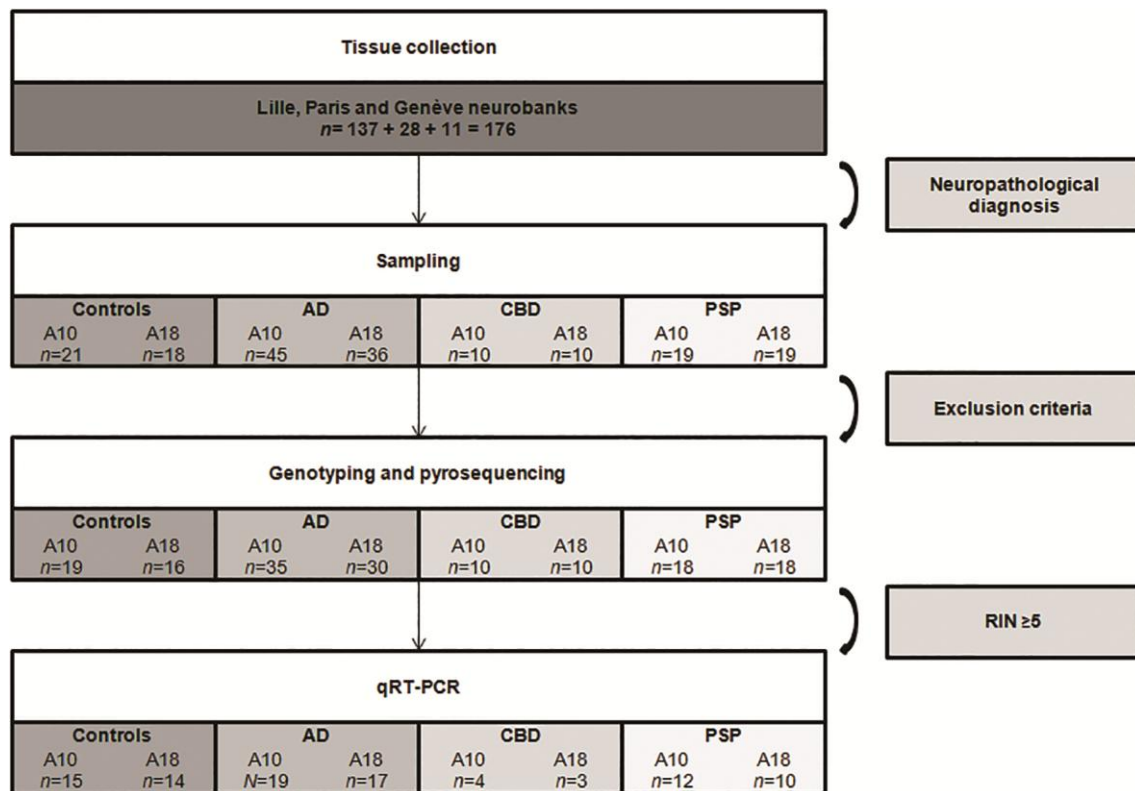 Tissue collection
Lille, Paris and Genève neurobanks
n= 137 + 28 + 11 = 176
Neuropathological
diagnosis
Sampling
Controls AD CBD PSP
A10 A18 A10 A18 A10 A18 A10 A18
n=21 n=18 n=45 n=36 n=10 n=10 n=19 n=19
Exclusion criteria
Genotyping and pyrosequencing
Controls AD CBD PSP
A10 A18 A10 A18 A10 A18 A10 A18
n=19 n=16 n=35 n=30 n=10 n=10 n=18 n=18
RIN ≥5
qRT-PCR
Controls AD CBD PSP
A10 A18 A10 A18 A10 A18 A10 A18
n=15 n=14 N=19 n=17 n=4 n=3 n=12 n=10